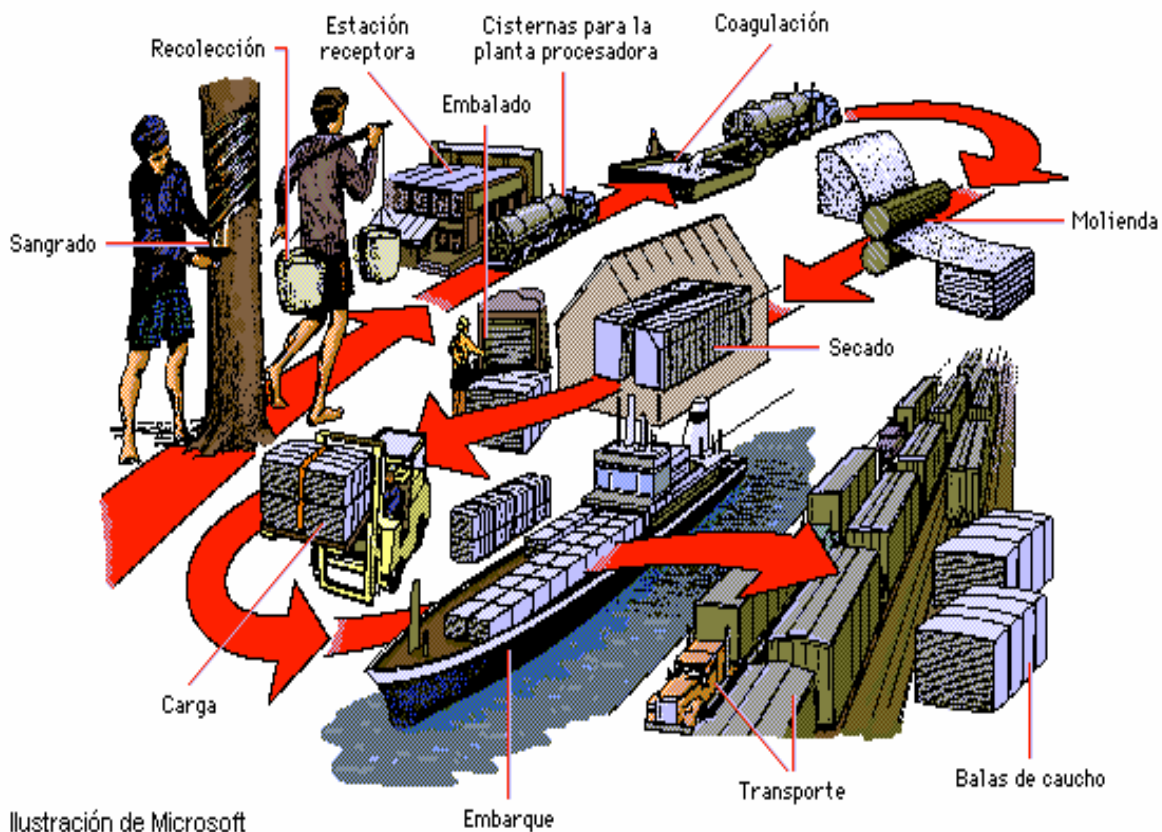 Estación
receptora
Cisternas para la
planta procesadora
Coagulación
Recolección
Embalado
Sangrado
Molienda
Secado
Carga
Embarque
Transporte
Balas de caucho
Ilustración de Microsoft